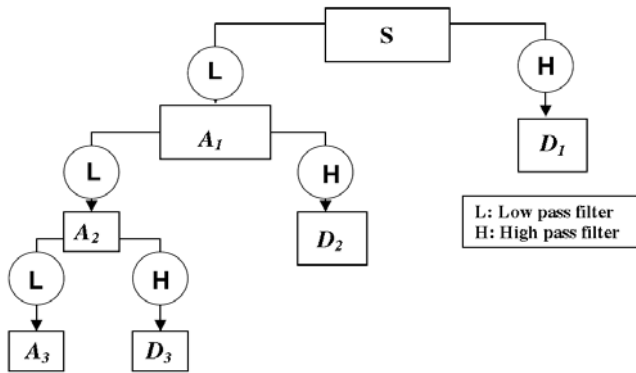 S
L
H
A1
D1
L
H
L: Low pass filter
H: High pass filter
A2
D2
L
H
A3
D3